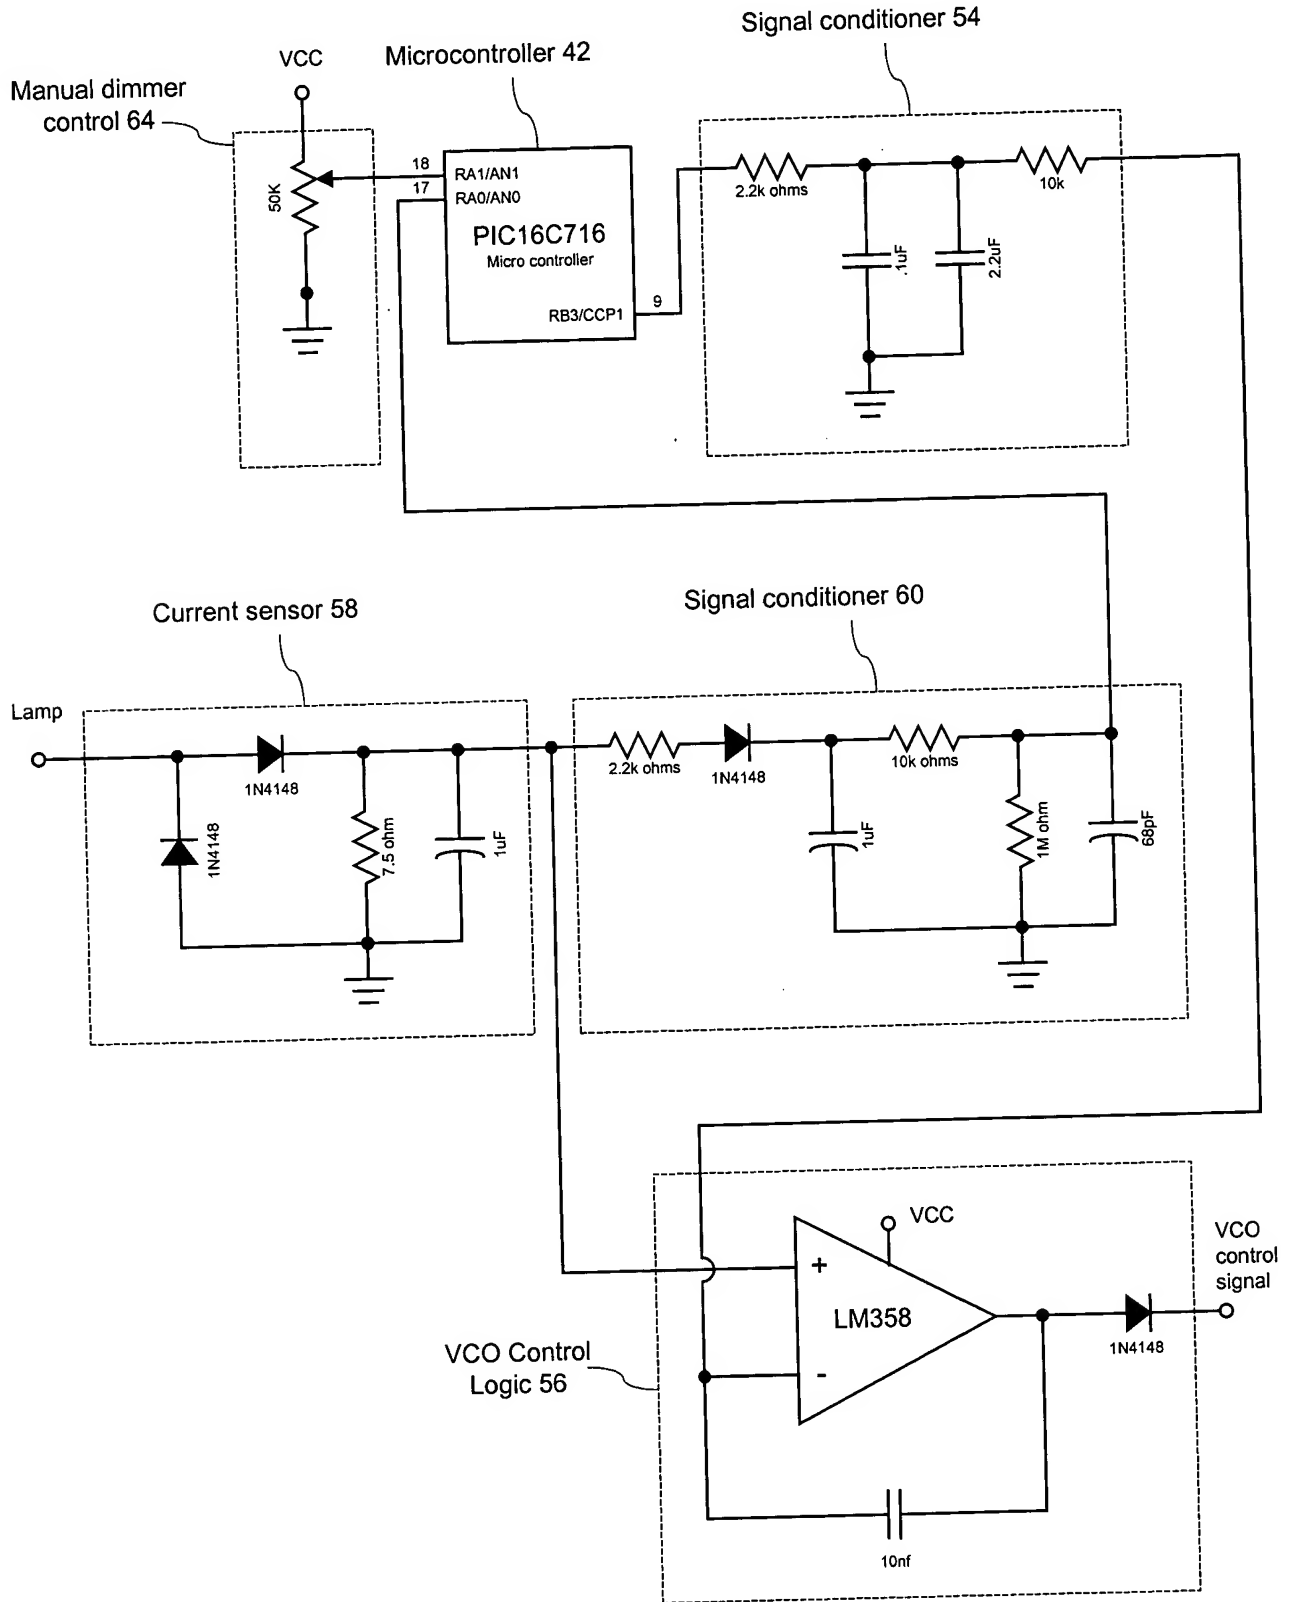 Signal conditioner 54
Microcontroller 42
VCC
Manual dimmer
control 64
50K
18
17
RA1/AN1
RA0/AN0
PIC16C716
Micro controller
RB3/CCP1
9
2.2k ohms
10k
.1uF
2.2uF
Current sensor 58
Signal conditioner 60
Lamp
1N4148
1N4148
7.5 ohm
1uF
2.2k ohms
1N4148
10k ohms
1uF
1M ohm
68pF
VCC
+
LM358
-
VCO
control
signal
1N4148
VCO Control
Logic 56
10nf